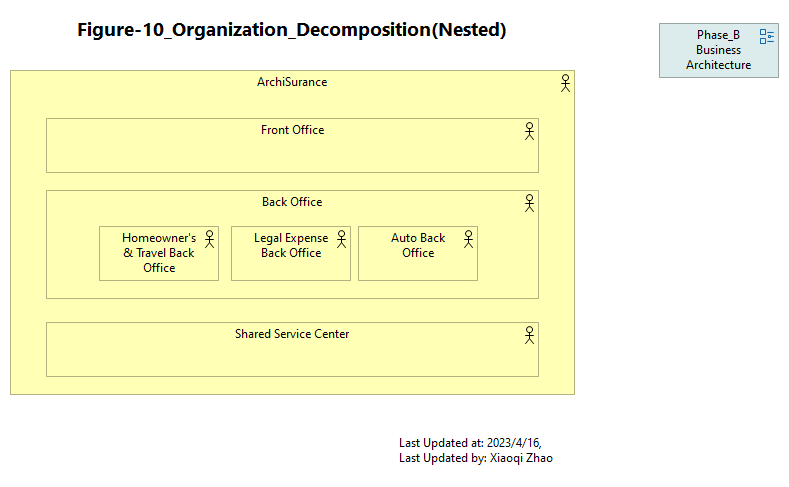 Figure-10_Organization_Decomposition(Nested)
Phase_B
Business
Architecture
ArchiSurance
Front Office
Back Office
Homeowner's
& Travel Back
Office
Legal Expense
Back Office
Auto Back
Office
Shared Service Center
Last Updated at: 2023/4/16,
Last Updated by: Xiaoqi Zhao